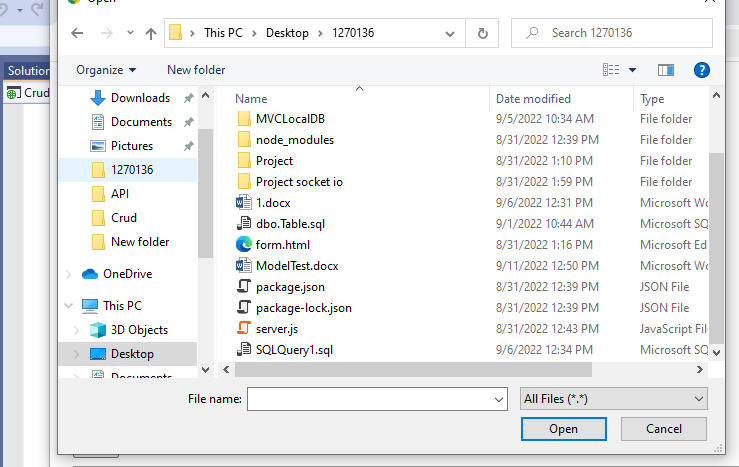 Open
This PC > Desktop > 1270136
Search 1270136
Organize
New folder
Solution
Crud
Downloads
Documents
Pictures
1270136
API
Crud
New folder
OneDrive
This PC
3D Objects
Desktop
Documents
Name Date modified Type
MVCLocalDB 9/5/2022 10:34 AM File folder
node_modules 8/31/2022 12:39 PM File folder
Project 8/31/2022 1:10 PM File folder
Project socket io 8/31/2022 1:59 PM File folder
1.docx 9/6/2022 12:31 PM Microsoft Wo
dbo.Table.sql 9/1/2022 10:44 AM Microsoft SQ
form.html 8/31/2022 1:16 PM Microsoft Ed
ModelTest.docx 9/11/2022 12:50 PM Microsoft Wo
package.json 8/31/2022 12:39 PM JSON File
package-lock.json 8/31/2022 12:39 PM JSON File
server.js 8/31/2022 12:43 PM JavaScript Fil
SQLQuery1.sql 9/6/2022 12:34 PM Microsoft SQ
File name:
All Files (*.*)
Open
Cancel